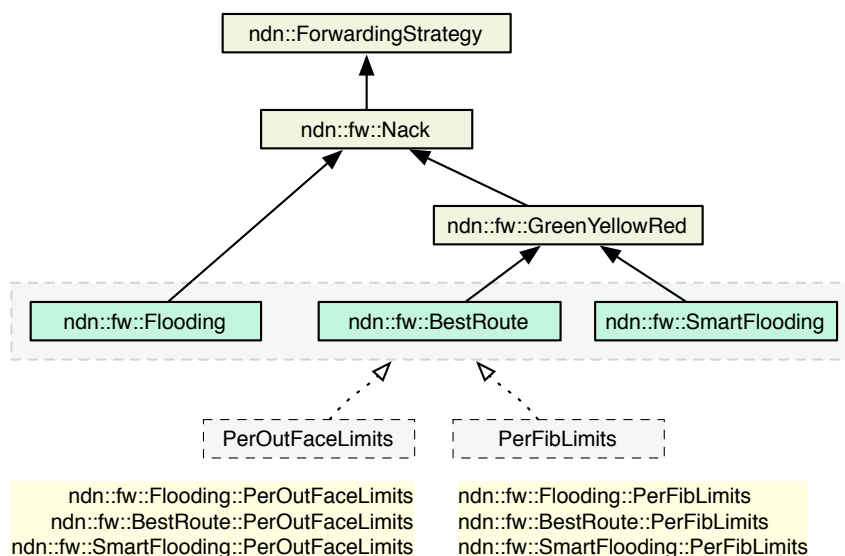 ndn::ForwardingStrategy
ndn::fw::Nack
ndn::fw::GreenYellowRed
ndn::fw::Flooding
ndn::fw::BestRoute
ndn::fw::SmartFlooding
PerOutFaceLimits
PerFibLimits
ndn::fw::Flooding::PerOutFaceLimits
ndn::fw::BestRoute::PerOutFaceLimits
ndn::fw::SmartFlooding::PerOutFaceLimits
ndn::fw::Flooding::PerFibLimits
ndn::fw::BestRoute::PerFibLimits
ndn::fw::SmartFlooding::PerFibLimits